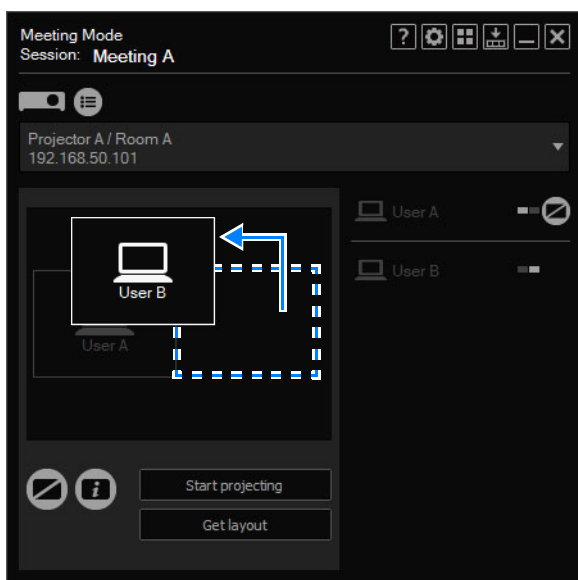 Meeting Mode
Session: Meeting A
Projector A / Room A
192.168.50.101
User B
User A
User A
User B
Start projecting
Get layout